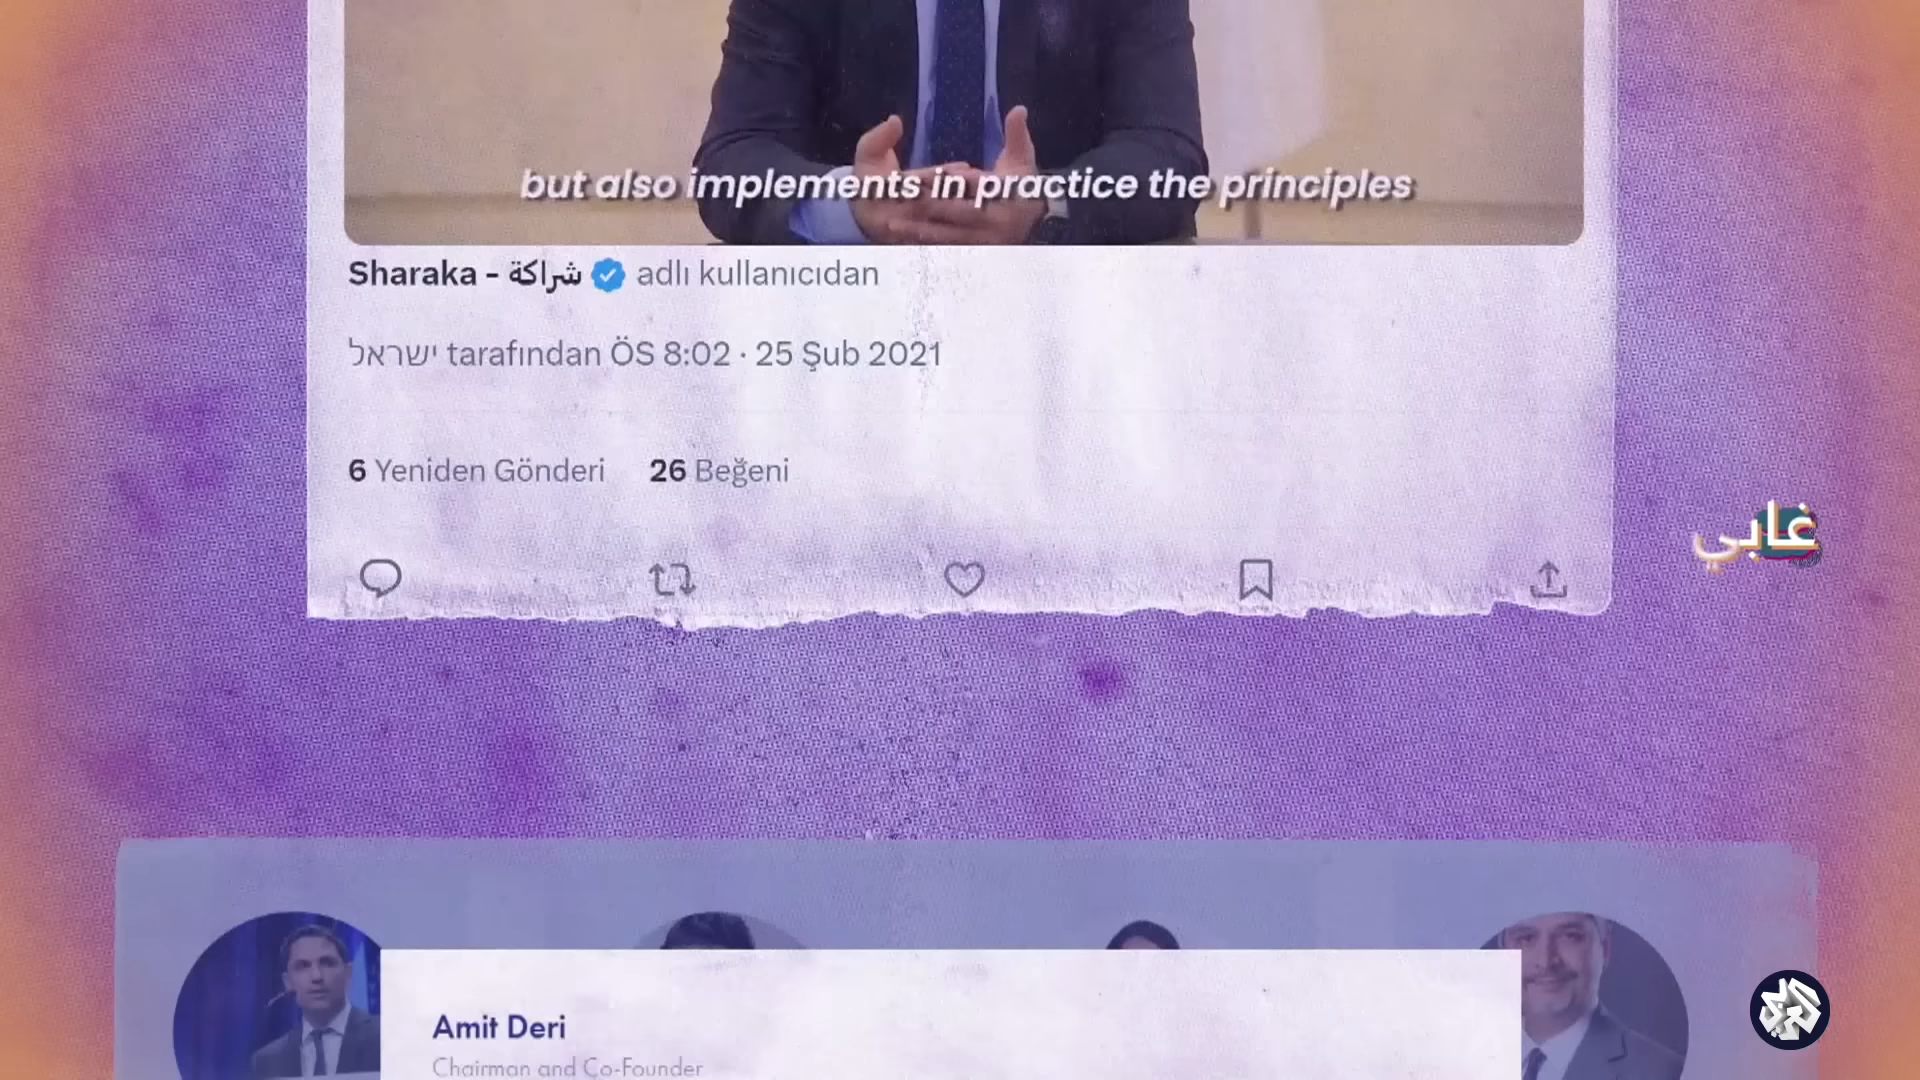 but also implements in practice the principles
Sharaka - شراكة adlı kullanıcıdan
ישראל tarafından ÖS 8:02 · 25 Şub 2021
6 Yeniden Gönderi 26 Beğeni
غابي
Amit Deri
Chairman and Co-Founder